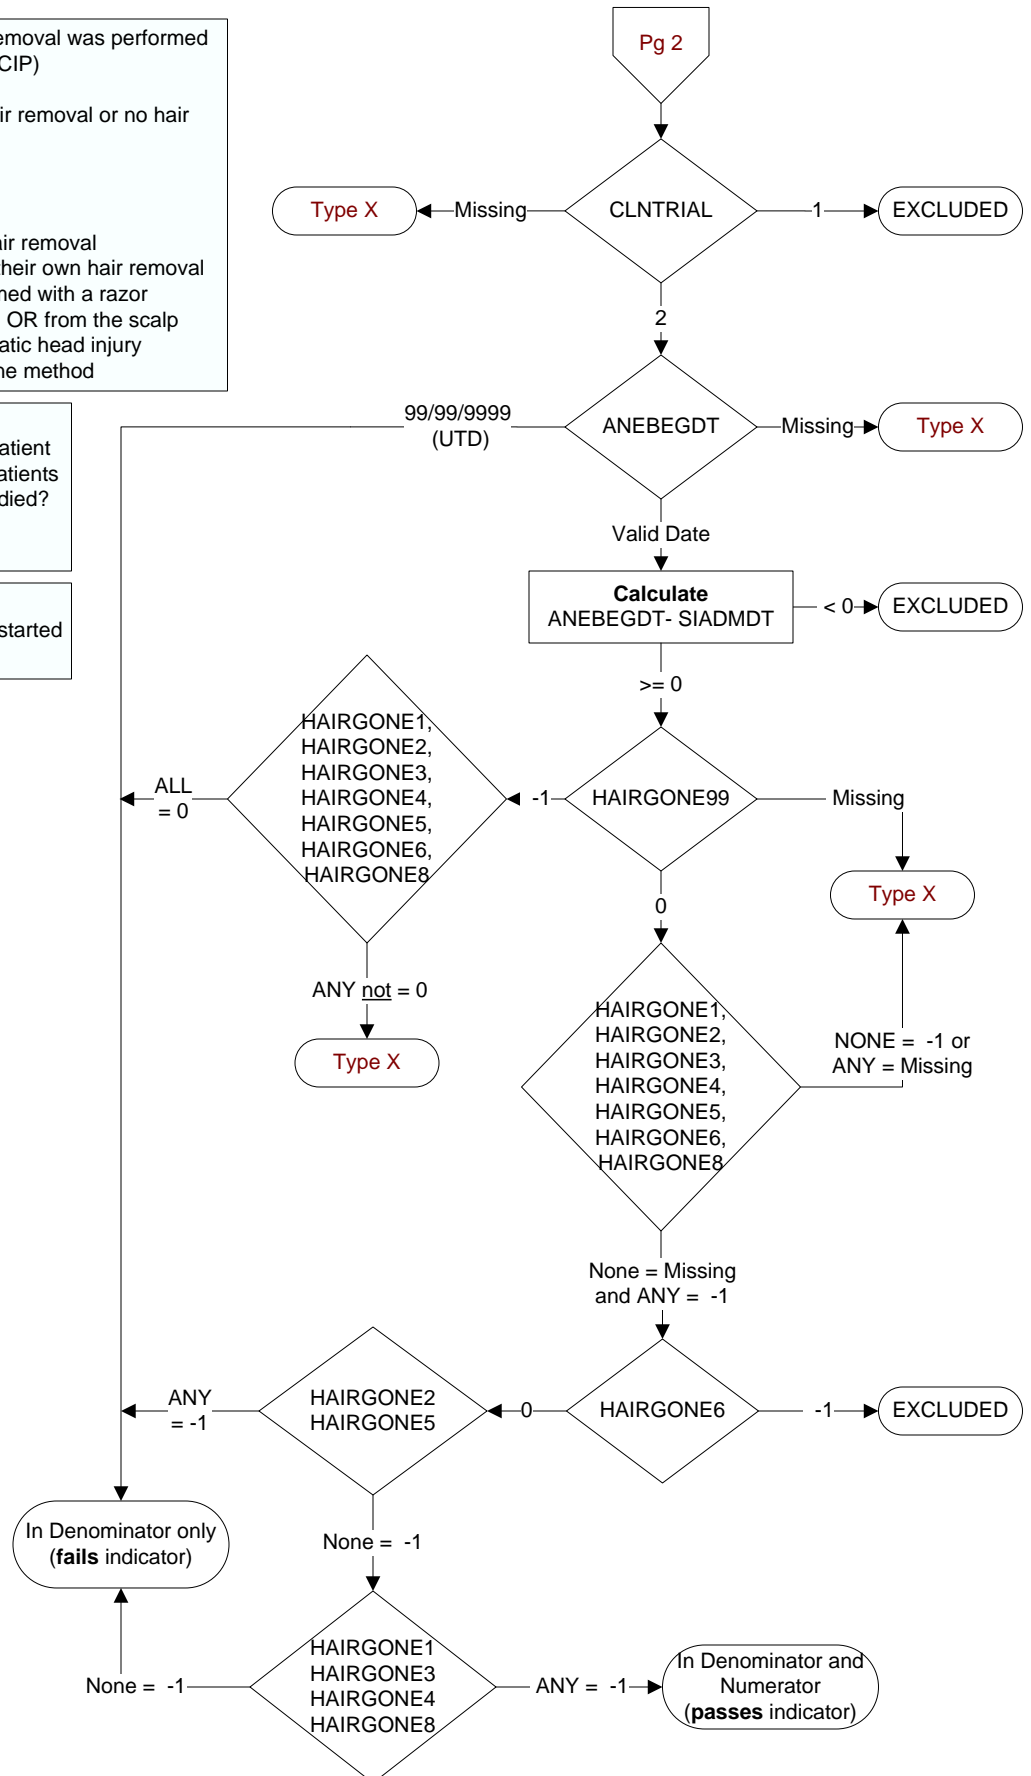 emoval was performed
CIP)
ir removal or no hair
air removal
their own hair removal
ned with a razor
OR from the scalp
atic head injury
ne method
atient
atients
died?
started
Pg 2
CLNTRIAL
Missing
Type X
1
EXCLUDED
2
ANEBEGDT
99/99/9999
(UTD)
Missing
Type X
Valid Date
Calculate
ANEBEGDT- SIADMDT
< 0
EXCLUDED
>= 0
HAIRGONE99
-1
Missing
Type X
HAIRGONE1,
HAIRGONE2,
HAIRGONE3,
HAIRGONE4,
HAIRGONE5,
HAIRGONE6,
HAIRGONE8
ALL
= 0
ANY not = 0
Type X
0
HAIRGONE1,
HAIRGONE2,
HAIRGONE3,
HAIRGONE4,
HAIRGONE5,
HAIRGONE6,
HAIRGONE8
NONE = -1 or
ANY = Missing
None = Missing
and ANY = -1
HAIRGONE6
-1
EXCLUDED
0
HAIRGONE2
HAIRGONE5
ANY
= -1
None = -1
In Denominator only
(fails indicator)
HAIRGONE1
HAIRGONE3
HAIRGONE4
HAIRGONE8
None = -1
ANY = -1
In Denominator and
Numerator
(passes indicator)